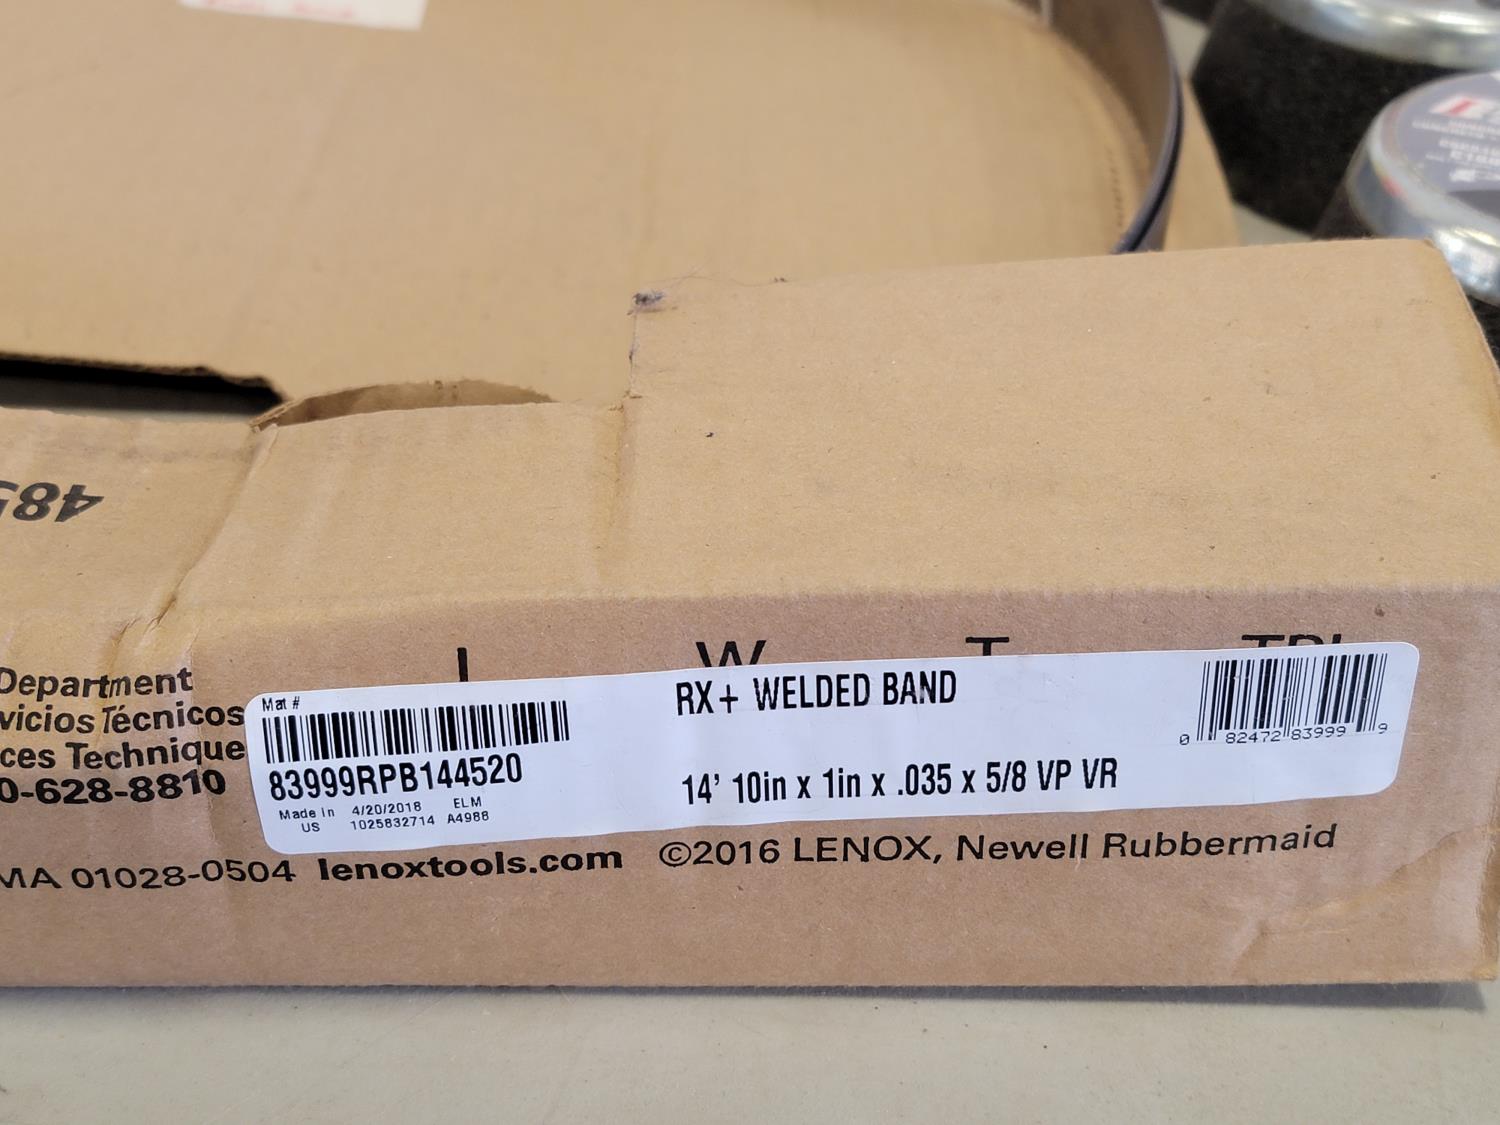 485
Department
vicios Técnicos
ces Technique
0-628-8810
L W T TPI
Mat #
83999RPB144520
Made in US 4/20/2018 ELM
1025832714 A4988
RX+ WELDED BAND
14' 10in x 1in x .035 x 5/8 VP VR
0 82472 83999 9
MA 01028-0504 lenoxtools.com ©2016 LENOX, Newell Rubbermaid